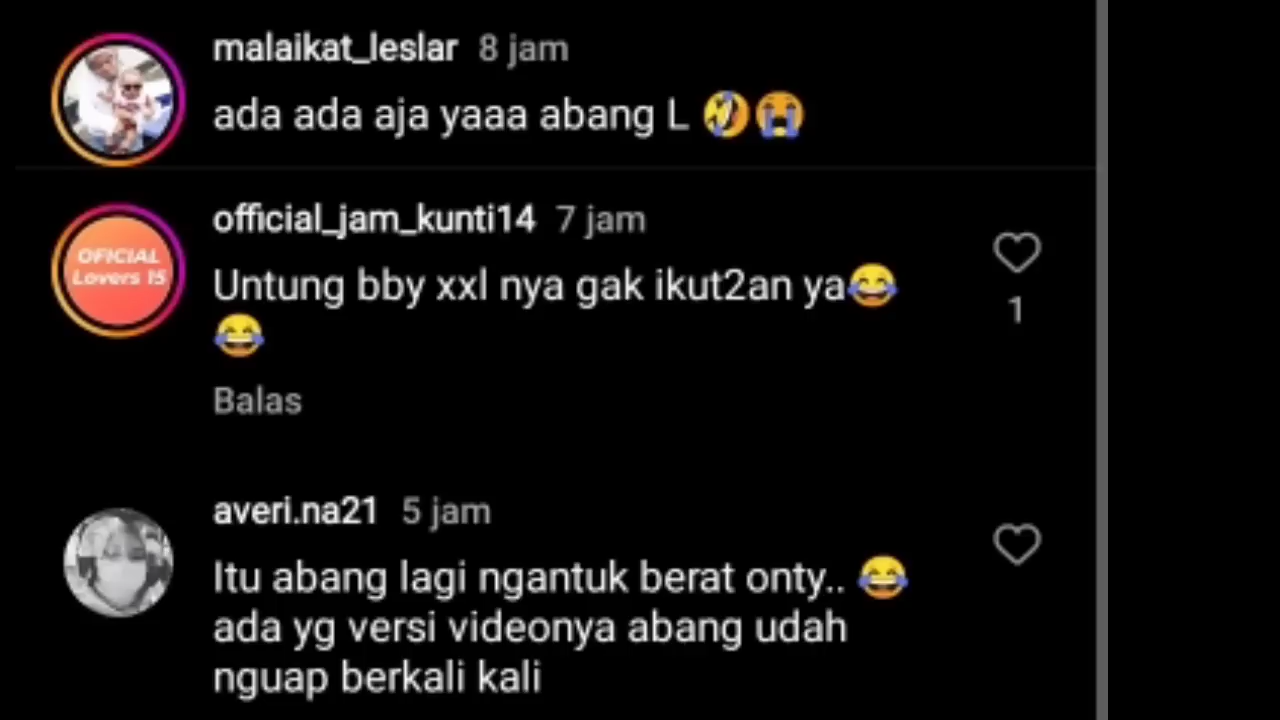 malaikat_leslar 8 jam
ada ada aja yaaa abang L 🤣😭
official_jam_kunti14 7 jam
OFICIAL
Lovers 15
Untung bby xxl nya gak ikut2an ya😂
😂
1
Balas
averi.na21 5 jam
Itu abang lagi ngantuk berat onty.. 😂
ada yg versi videonya abang udah
nguap berkali kali